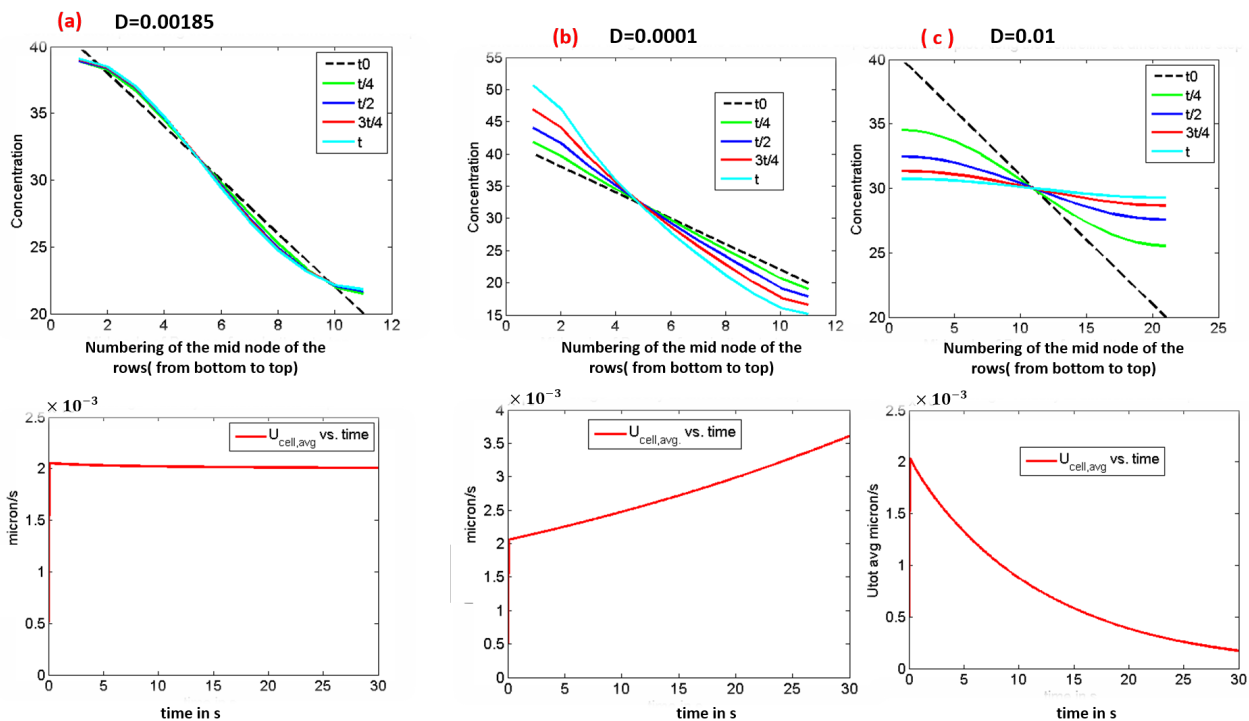 (a) D=0.00185
40
35
30
25
20
Concentration
0 2 4 6 8 10 12
t0
t/4
t/2
3t/4
t
Numbering of the mid node of the
rows( from bottom to top)
(b) D=0.0001
55
50
45
40
35
30
25
20
15
Concentration
0 2 4 6 8 10 12
t0
t/4
t/2
3t/4
t
Numbering of the mid node of the
rows( from bottom to top)
( c ) D=0.01
40
35
30
25
20
Concentration
0 5 10 15 20 25
t0
t/4
t/2
3t/4
t
Numbering of the mid node of the
rows( from bottom to top)
× 10⁻³
2.5
2
1.5
1
0.5
0
micron/s
0 5 10 15 20 25 30
U_cell,avg vs. time
time in s
× 10⁻³
4
3.5
3
2.5
2
1.5
1
0.5
0
micron/s
0 5 10 15 20 25 30
U_cell,avg. vs. time
time in s
× 10⁻³
2.5
2
1.5
1
0.5
0
Utot avg micron/s
0 5 10 15 20 25 30
U_cell,avg vs. time
time in s